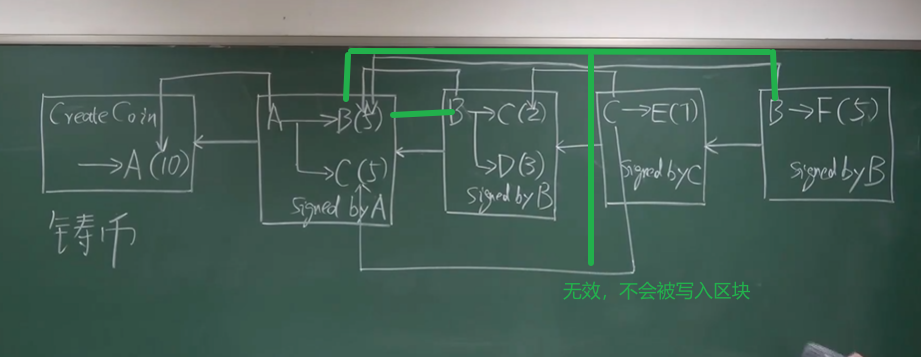 CreateCoin
A(10)
A B(5)
C(5)
signed by A
B C(2)
D(3)
signed by B
C E(7)
signed by C
B F(5)
signed by B
铸币
无效，不会被写入区块